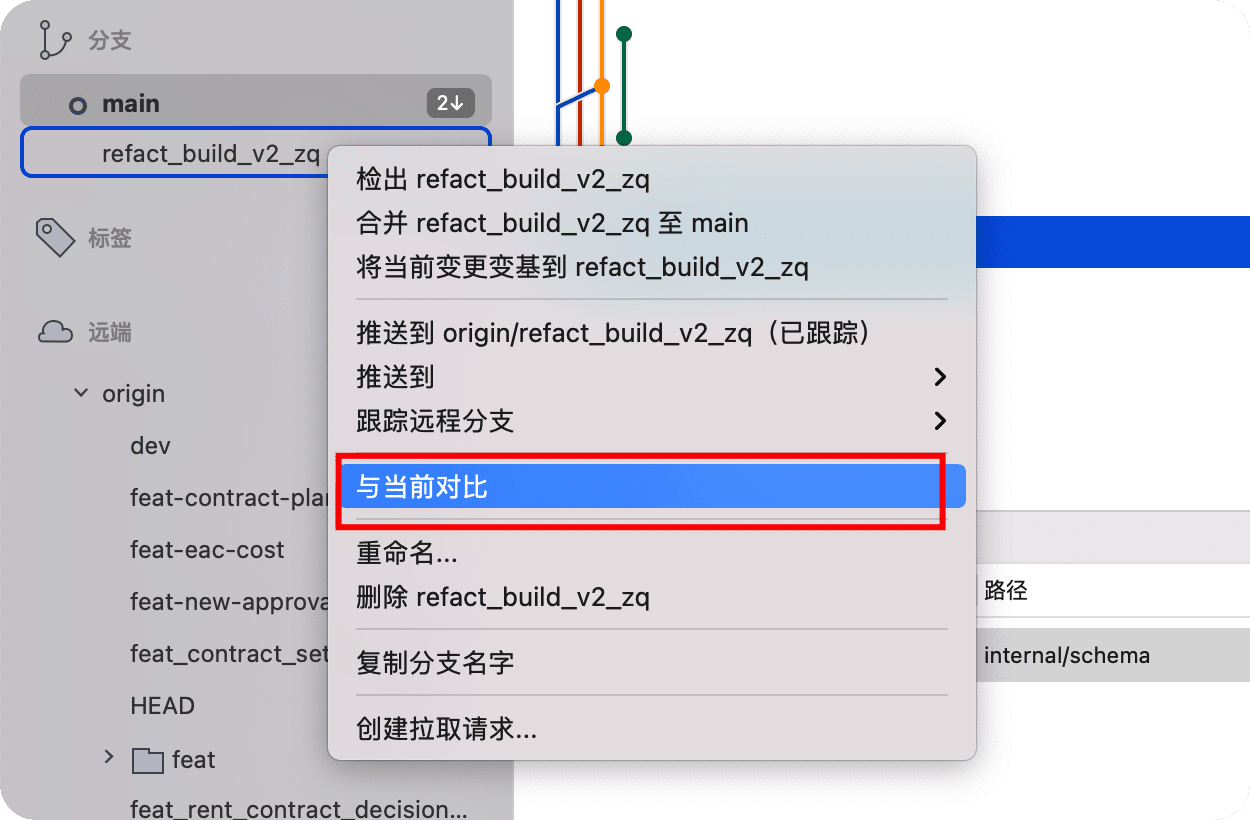 分支
main
2↓
refact_build_v2_zq
标签
远端
origin
dev
feat-contract-plan
feat-eac-cost
feat-new-approva
feat_contract_set
HEAD
feat
feat_rent_contract_decision...
检出 refact_build_v2_zq
合并 refact_build_v2_zq 至 main
将当前变更变基到 refact_build_v2_zq
推送到 origin/refact_build_v2_zq（已跟踪）
推送到
跟踪远程分支
与当前对比
重命名...
删除 refact_build_v2_zq
复制分支名字
创建拉取请求...
路径
internal/schema